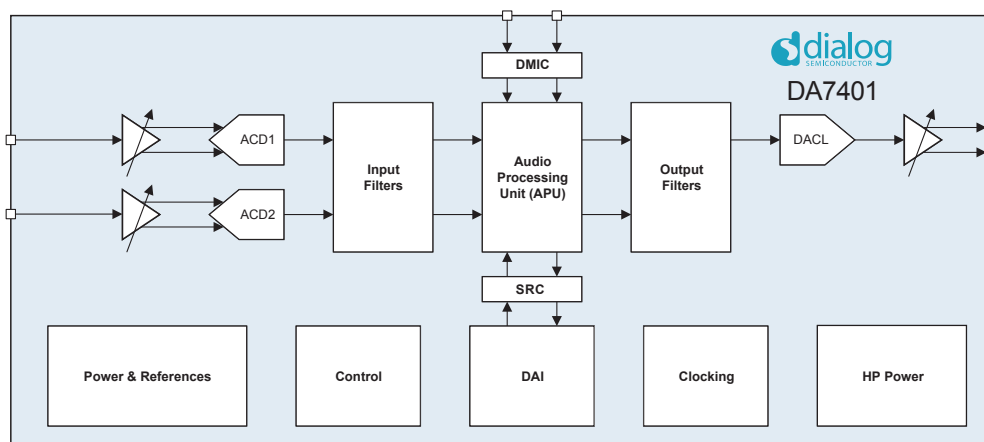 dialog
SEMICONDUCTOR
DA7401
DMIC
ACD1
ACD2
Input
Filters
Audio
Processing
Unit (APU)
Output
Filters
DACL
SRC
Power & References
Control
DAI
Clocking
HP Power